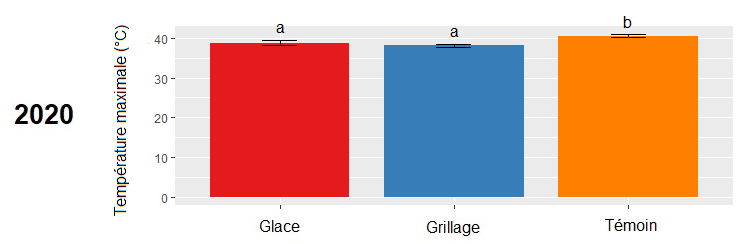 2020
Température maximale (°C)
40
30
20
10
0
a
a
b
Glace
Grillage
Témoin